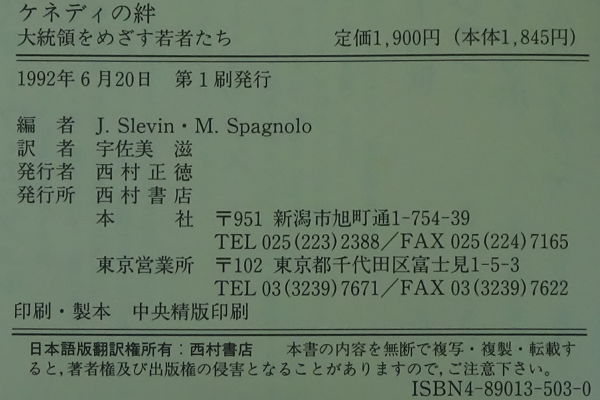 ケネディの絆
大統領をめざす若者たち 定価1,900円（本体1,845円）
1992年6月20日 第1刷発行
編者 J. Slevin・M. Spagnolo
訳者 宇佐美 滋
発行者 西村正徳
発行所 西村書店
本社 〒951 新潟市旭町通1-754-39
TEL 025(223)2388／FAX 025(224)7165
東京営業所 〒102 東京都千代田区富士見1-5-3
TEL 03(3239)7671／FAX 03(3239)7622
印刷・製本 中央精版印刷
日本語版翻訳権所有：西村書店 本書の内容を無断で複写・複製・転載す
ると,著者権及び出版権の侵害となることがありますので,ご注意下さい。
ISBN4-89013-503-0